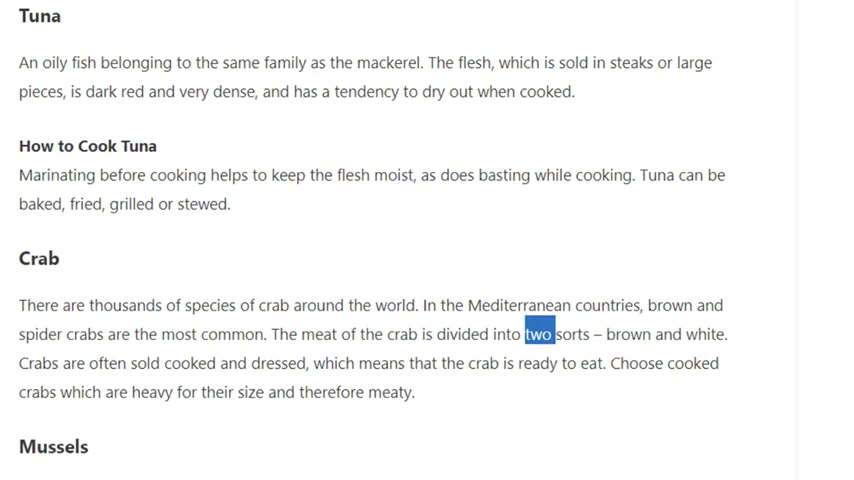 Tuna
An oily fish belonging to the same family as the mackerel. The flesh, which is sold in steaks or large
pieces, is dark red and very dense, and has a tendency to dry out when cooked.
How to Cook Tuna
Marinating before cooking helps to keep the flesh moist, as does basting while cooking. Tuna can be
baked, fried, grilled or stewed.
Crab
There are thousands of species of crab around the world. In the Mediterranean countries, brown and
spider crabs are the most common. The meat of the crab is divided into two sorts – brown and white.
Crabs are often sold cooked and dressed, which means that the crab is ready to eat. Choose cooked
crabs which are heavy for their size and therefore meaty.
Mussels